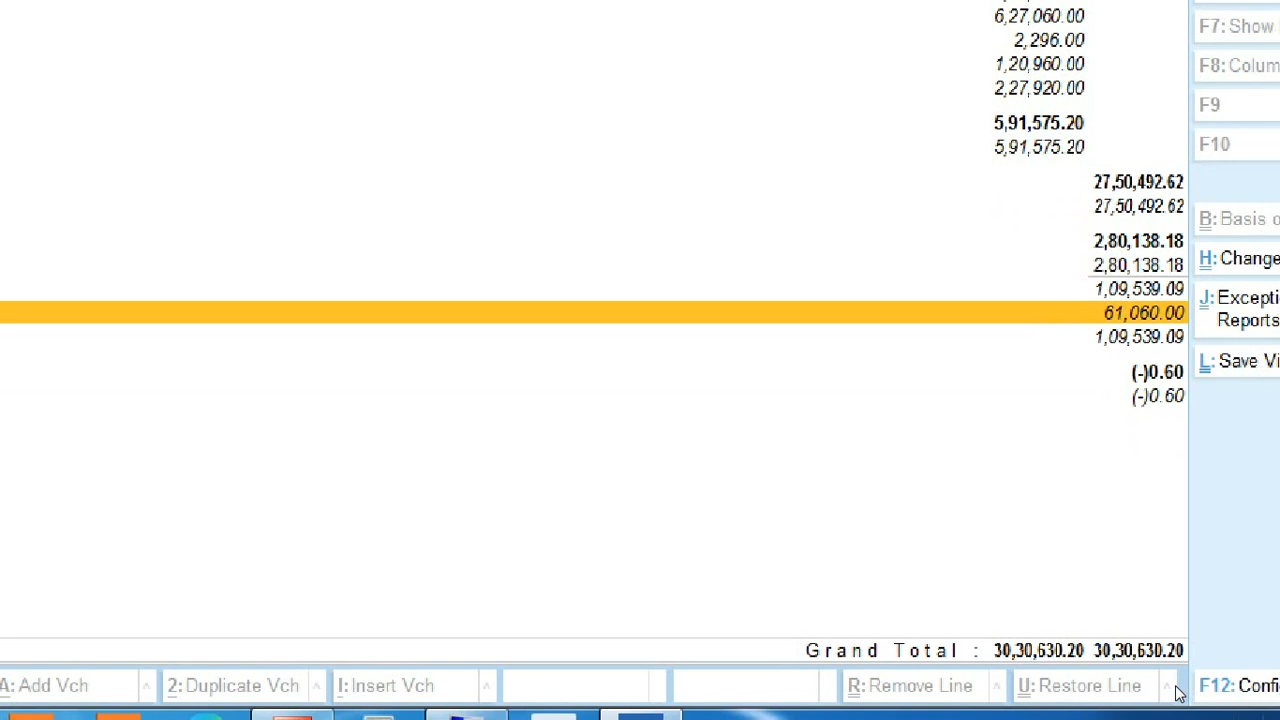 6,27,060.00
F7: Show
2,296.00
1,20,960.00
F8: Colum
2,27,920.00
F9
5,91,575.20
F10
5,91,575.20
27,50,492.62
27,50,492.62
B: Basis o
2,80,138.18
H: Change
2,80,138.18
1,09,539.09
J: Excepti
Reports
61,060.00
1,09,539.09
L: Save Vi
(-)0.60
(-)0.60
Grand Total : 30,30,630.20 30,30,630.20
A: Add Vch 2: Duplicate Vch I: Insert Vch R: Remove Line U: Restore Line F12: Confi